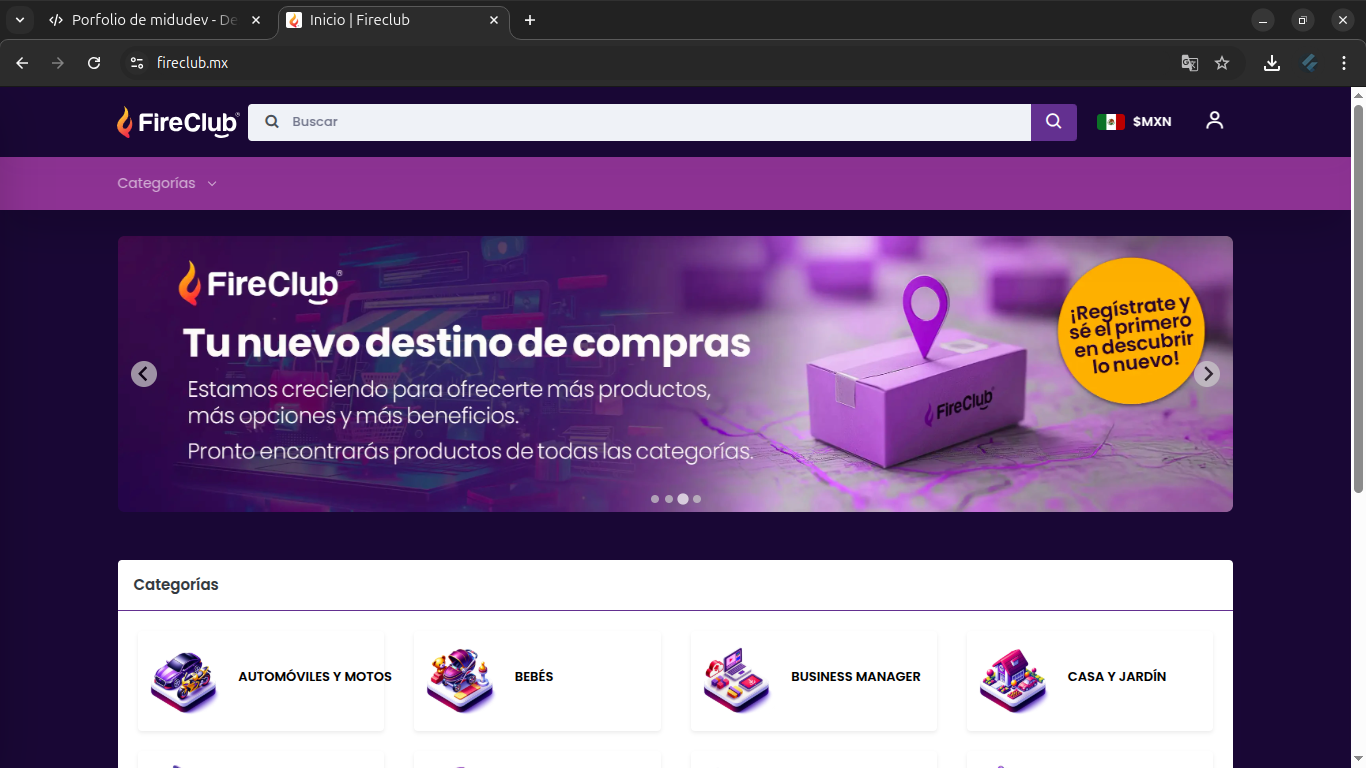 Porfolio de midudev - De
Inicio | Fireclub
fireclub.mx
FireClub®
Buscar
$MXN
Categorías
FireClub®
Tu nuevo destino de compras
Estamos creciendo para ofrecerte más productos,
más opciones y más beneficios.
Pronto encontrarás productos de todas las categorías.
FireClub
¡Regístrate y
sé el primero
en descubrir
lo nuevo!
Categorías
AUTOMÓVILES Y MOTOS
BEBÉS
BUSINESS MANAGER
CASA Y JARDÍN